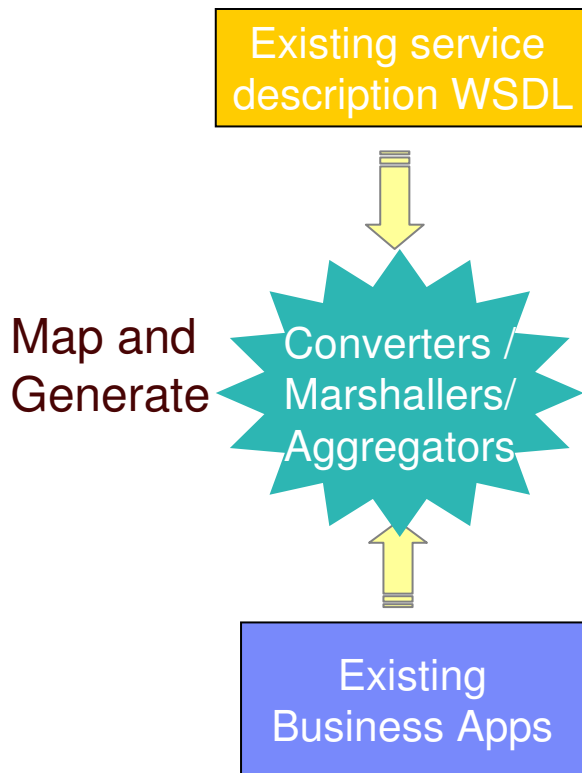 Existing service
description WSDL
Map and
Generate
Converters /
Marshallers/
Aggregators
Existing
Business Apps